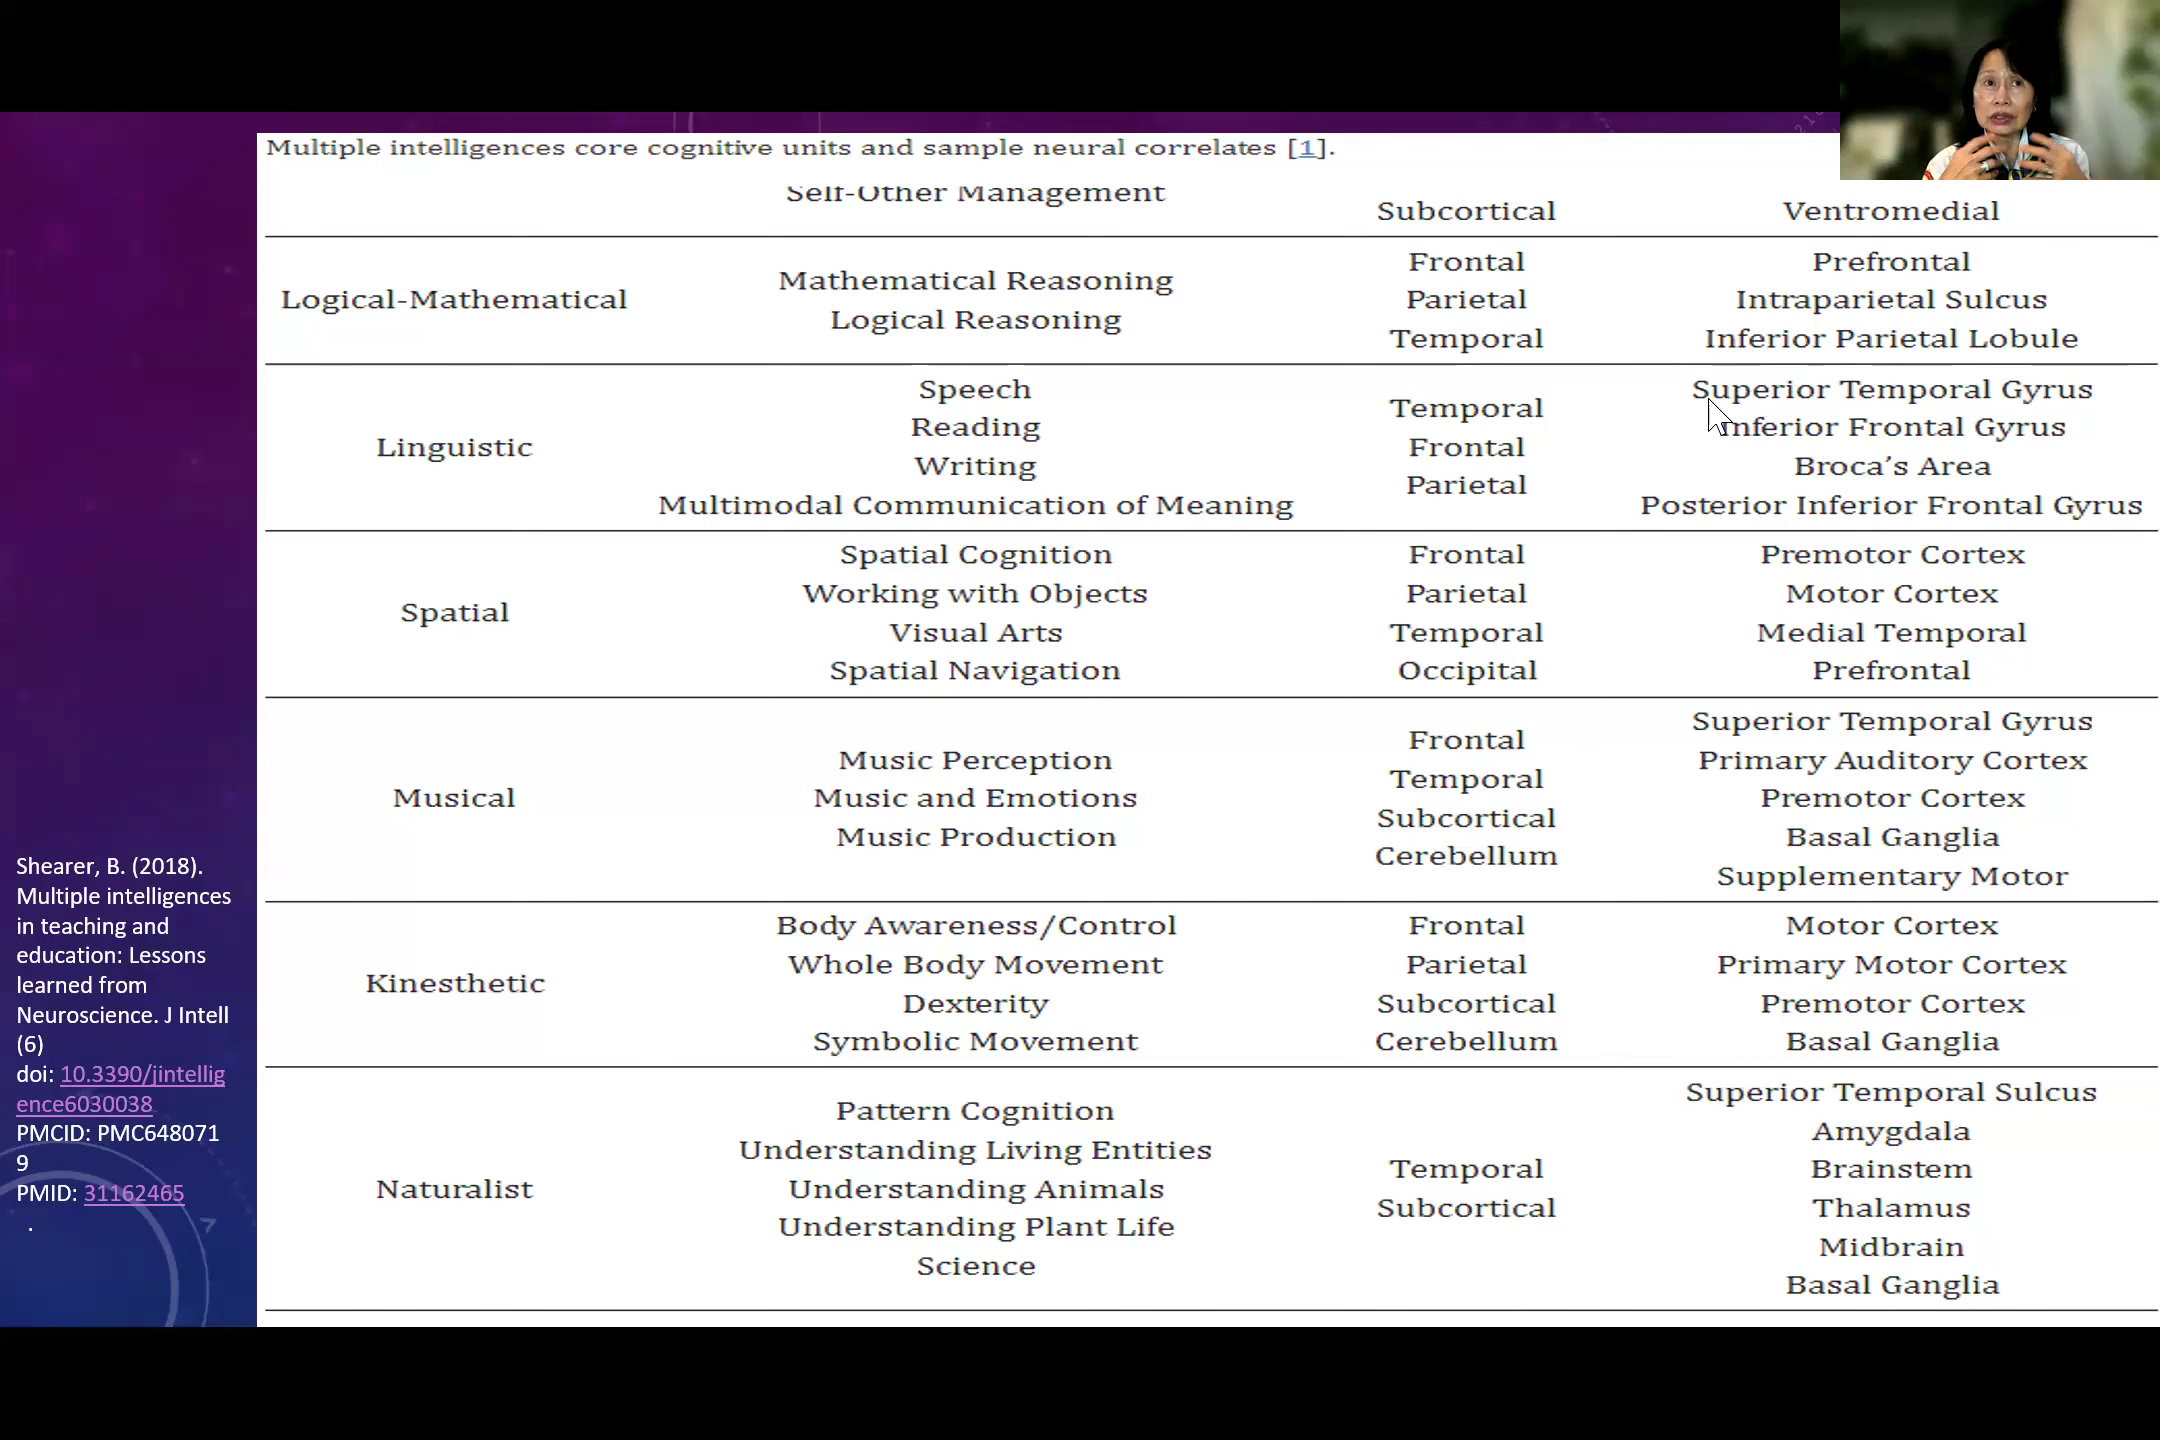 Multiple intelligences core cognitive units and sample neural correlates [1].
Self-Other Management
Subcortical
Ventromedial
Logical-Mathematical
Mathematical Reasoning
Logical Reasoning
Frontal
Parietal
Temporal
Prefrontal
Intraparietal Sulcus
Inferior Parietal Lobule
Linguistic
Speech
Reading
Writing
Multimodal Communication of Meaning
Temporal
Frontal
Parietal
Superior Temporal Gyrus
Inferior Frontal Gyrus
Broca’s Area
Posterior Inferior Frontal Gyrus
Spatial
Spatial Cognition
Working with Objects
Visual Arts
Spatial Navigation
Frontal
Parietal
Temporal
Occipital
Premotor Cortex
Motor Cortex
Medial Temporal
Prefrontal
Musical
Music Perception
Music and Emotions
Music Production
Frontal
Temporal
Subcortical
Cerebellum
Superior Temporal Gyrus
Primary Auditory Cortex
Premotor Cortex
Basal Ganglia
Supplementary Motor
Kinesthetic
Body Awareness/Control
Whole Body Movement
Dexterity
Symbolic Movement
Frontal
Parietal
Subcortical
Cerebellum
Motor Cortex
Primary Motor Cortex
Premotor Cortex
Basal Ganglia
Naturalist
Pattern Cognition
Understanding Living Entities
Understanding Animals
Understanding Plant Life
Science
Temporal
Subcortical
Superior Temporal Sulcus
Amygdala
Brainstem
Thalamus
Midbrain
Basal Ganglia
Shearer, B. (2018).
Multiple intelligences
in teaching and
education: Lessons
learned from
Neuroscience. J Intell
(6)
doi: 10.3390/jintellig
ence6030038
PMCID: PMC648071
9
PMID: 31162465
.